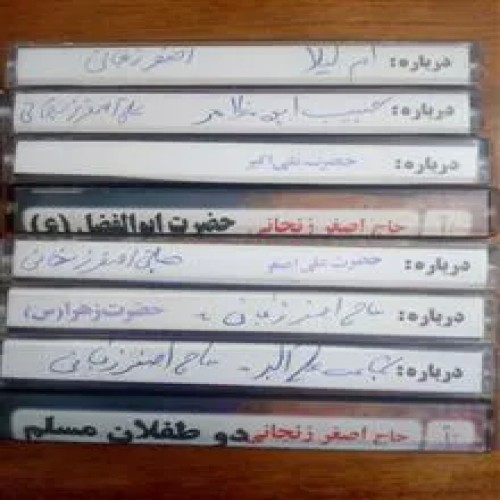 درباره: ام لیلا اصغر زنجانی
درباره: حبیب ابن مظاهر علی اصغر زنجانی
درباره: حضرت علی اکبر
حاج اصغر زنجانی حضرت ابوالفضل (ع)
درباره: حضرت علی اصغر حاج اصغر زنجانی
درباره: حاج اصغر زنجانی حضرت زهرا (س)
درباره: شجاعت علی اکبر - حاج اصغر زنجانی
حاج اصغر زنجانی دو طفلان مسلم